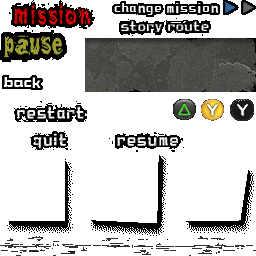 Mission
change mission
story route
pause
back
restart
Y Y
quit
resume